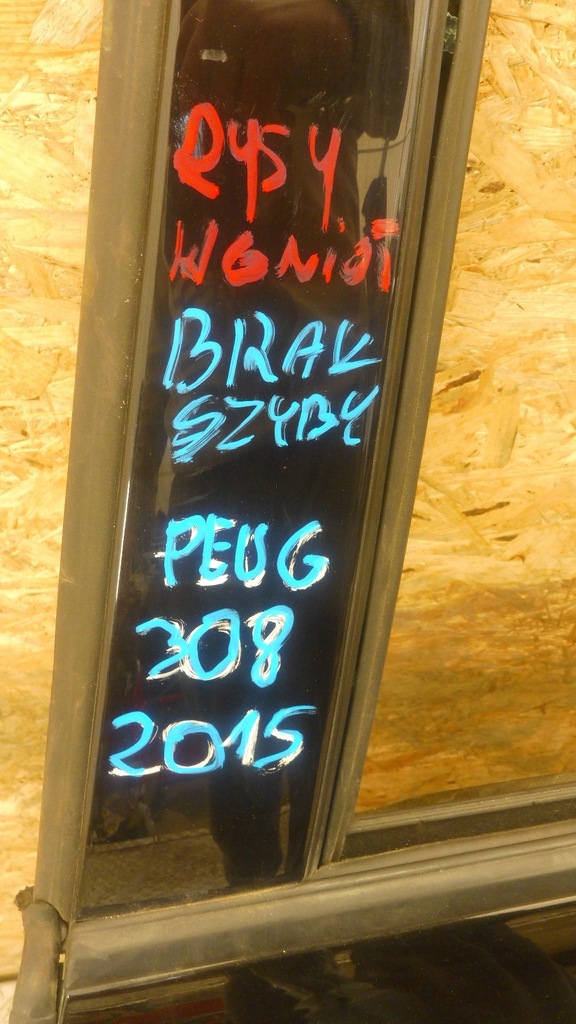 RYSY
WGNiOT
BRAK
SZYBY
PEUG
308
2015